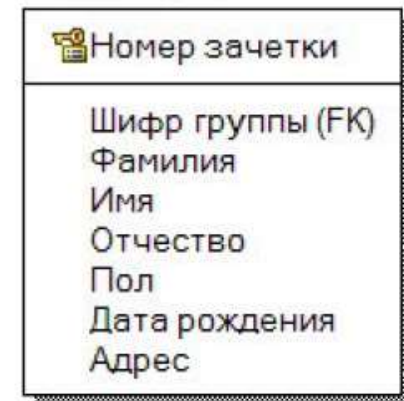 Номер зачетки
Шифр группы (FK)
Фамилия
Имя
Отчество
Пол
Дата рождения
Адрес